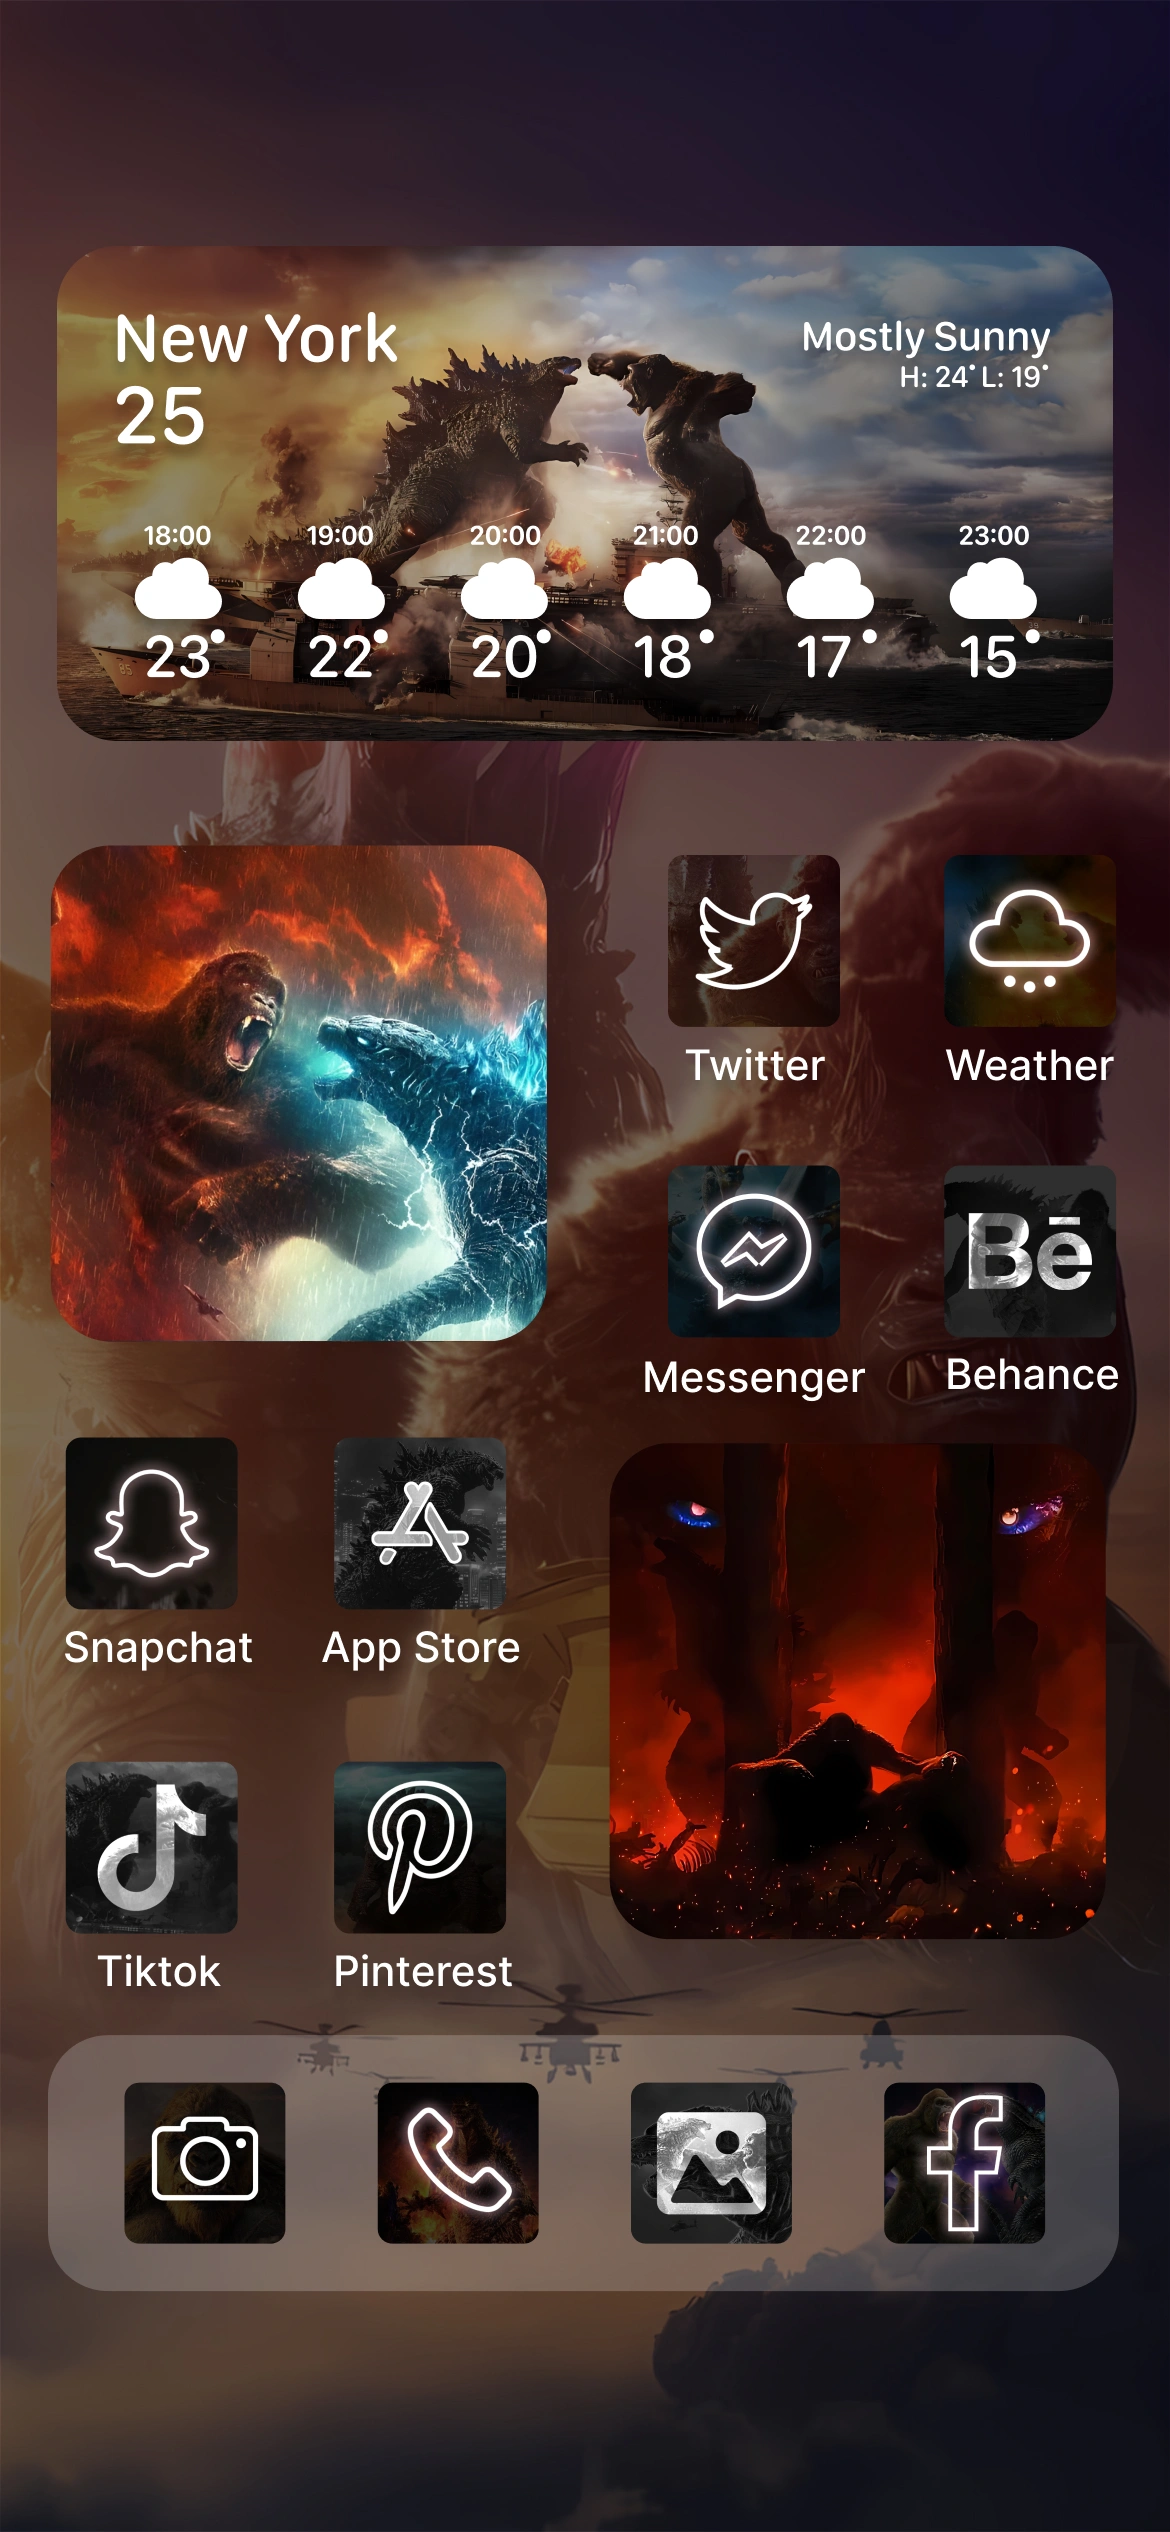 New York
25
Mostly Sunny
H: 24° L: 19°
18:00 19:00 20:00 21:00 22:00 23:00
23° 22° 20° 18° 17° 15°
Twitter Weather
Bē
Messenger Behance
Snapchat App Store
Tiktok Pinterest